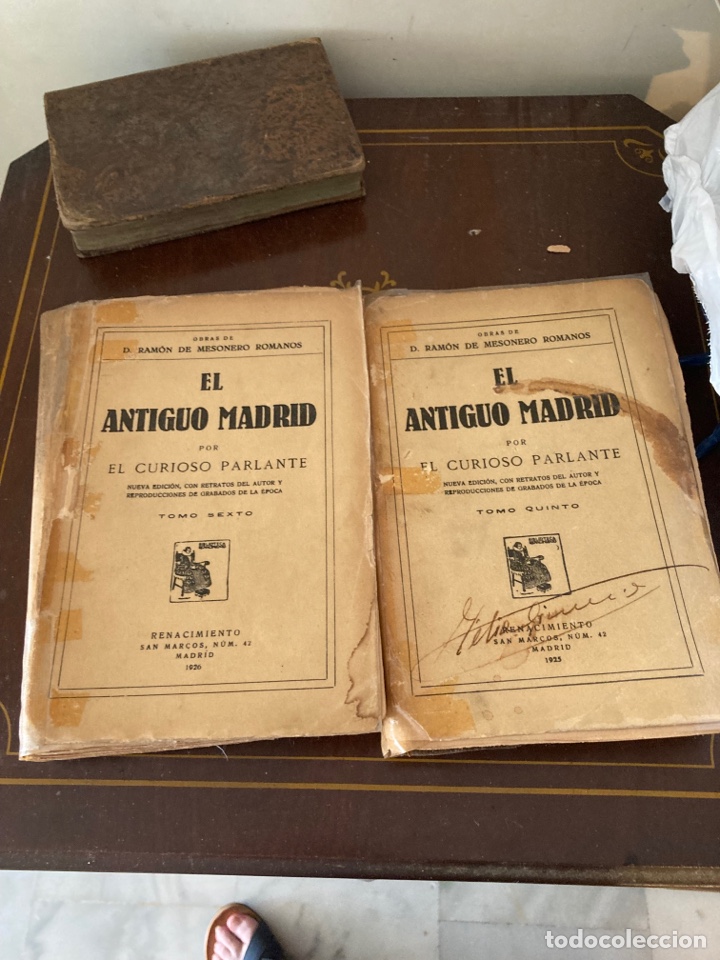 OBRAS DE
D. RAMÓN DE MESONERO ROMANOS
EL
ANTIGUO MADRID
POR
EL CURIOSO PARLANTE
NUEVA EDICIÓN, CON RETRATOS DEL AUTOR Y
REPRODUCCIONES DE GRABADOS DE LA ÉPOCA
TOMO SEXTO
RENACIMIENTO
SAN MARCOS, NÚM. 42
MADRID
1926
OBRAS DE
D. RAMÓN DE MESONERO ROMANOS
EL
ANTIGUO MADRID
POR
EL CURIOSO PARLANTE
NUEVA EDICIÓN, CON RETRATOS DEL AUTOR Y
REPRODUCCIONES DE GRABADOS DE LA ÉPOCA
TOMO QUINTO
RENACIMIENTO
SAN MARCOS, NÚM. 42
MADRID
1925
todocoleccion